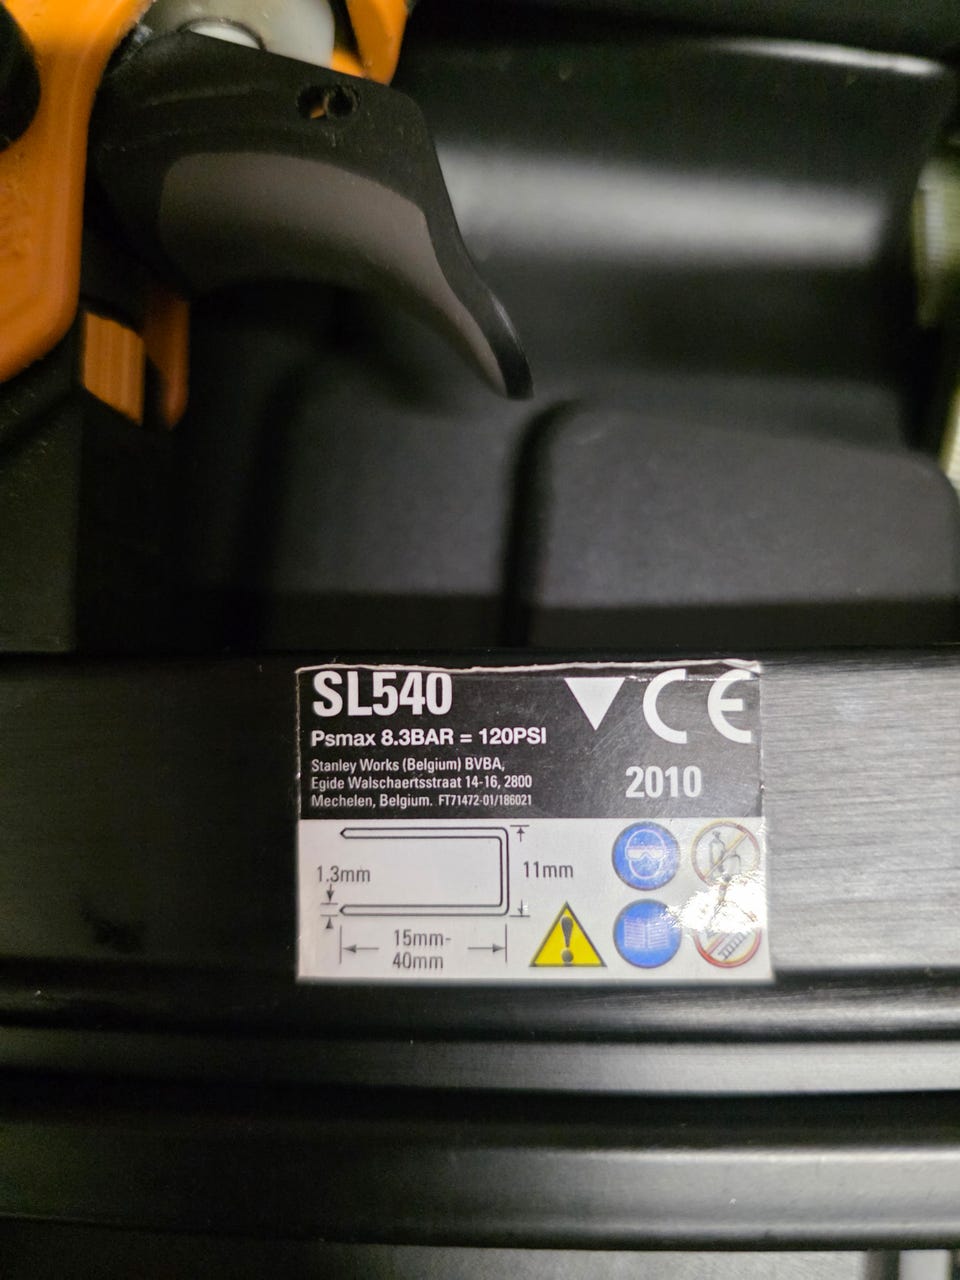 SL540
CE
Psmax 8.3BAR = 120PSI
Stanley Works (Belgium) BVBA,
Egide Walschaertsstraat 14-16, 2800
Mechelen, Belgium. FT71472-01/186021
2010
1.3mm
11mm
15mm-
40mm